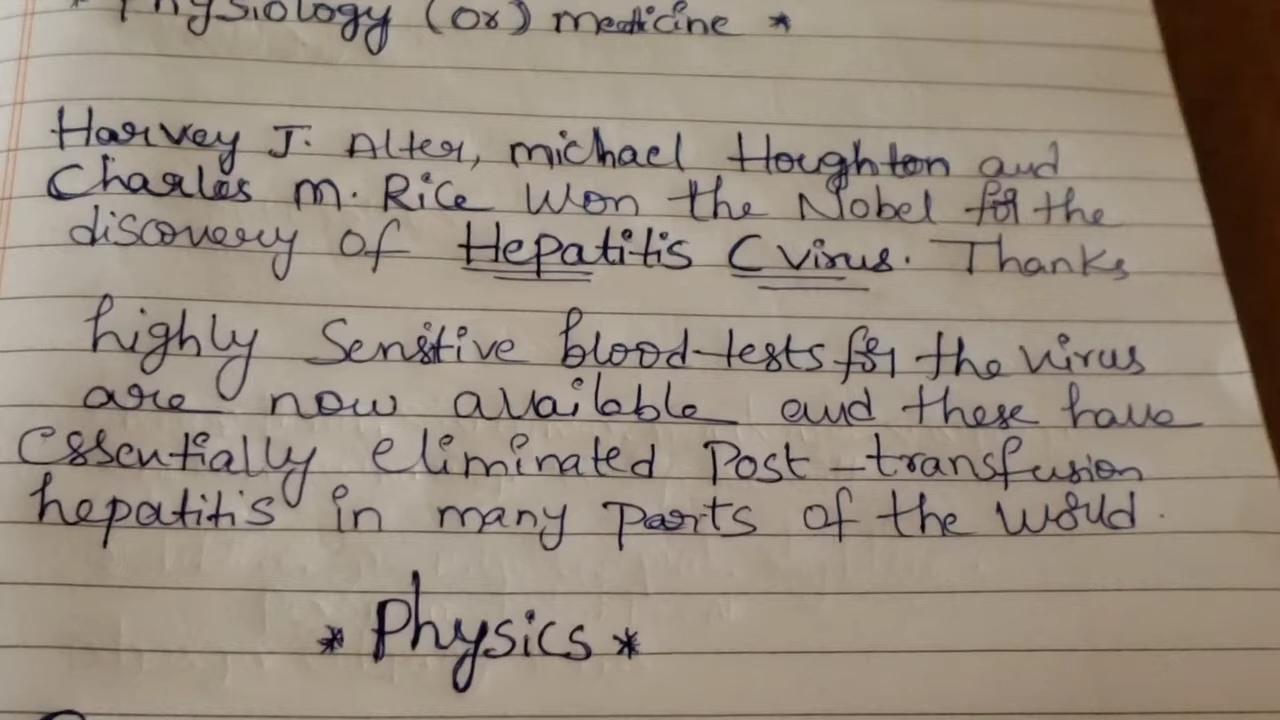 * Physiology (or) medicine *
Harvey J. Alter, michael Houghton and
Charles m. Rice Won the Nobel for the
discovery of Hepatitis C virus. Thanks
highly Sensitive blood-tests for the virus
are now available and these have
essentially eliminated Post-transfusion
hepatitis in many parts of the world.
* Physics *